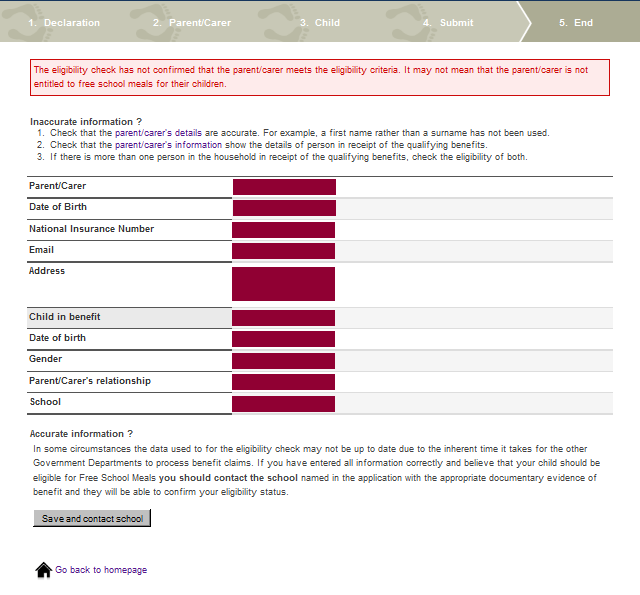 1. Declaration 2. Parent/Carer 3. Child 4. Submit 5. End
The eligibility check has not confirmed that the parent/carer meets the eligibility criteria. It may not mean that the parent/carer is not
entitled to free school meals for their children.
Inaccurate information ?
1. Check that the parent/carer's details are accurate. For example, a first name rather than a surname has not been used.
2. Check that the parent/carer's information show the details of person in receipt of the qualifying benefits.
3. If there is more than one person in the household in receipt of the qualifying benefits, check the eligibility of both.
Parent/Carer
Date of Birth
National Insurance Number
Email
Address
Child in benefit
Date of birth
Gender
Parent/Carer's relationship
School
Accurate information ?
In some circumstances the data used to for the eligibility check may not be up to date due to the inherent time it takes for the other
Government Departments to process benefit claims. If you have entered all information correctly and believe that your child should be
eligible for Free School Meals you should contact the school named in the application with the appropriate documentary evidence of
benefit and they will be able to confirm your eligibility status.
Save and contact school
Go back to homepage